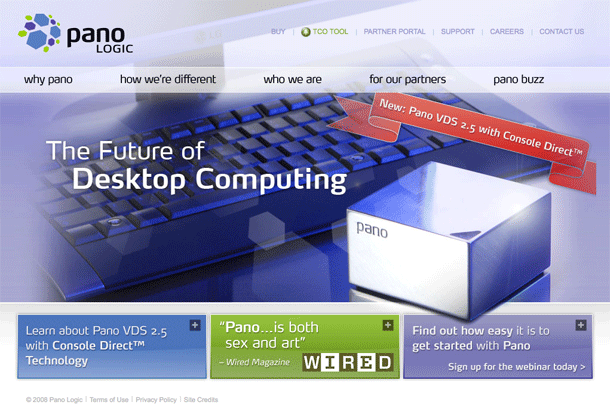 pano
LOGIC
BUY | TCO TOOL | PARTNER PORTAL | SUPPORT | CAREERS | CONTACT US
why pano how we're different who we are for our partners pano buzz
New: Pano VDS 2.5 with Console Direct™
The Future of
Desktop Computing
pano
Learn about Pano VDS 2.5
with Console Direct™
Technology
"Pano...is both
sex and art"
– Wired Magazine WIRED
Find out how easy it is to
get started with Pano
Sign up for the webinar today >
© 2008 Pano Logic | Terms of Use | Privacy Policy | Site Credits